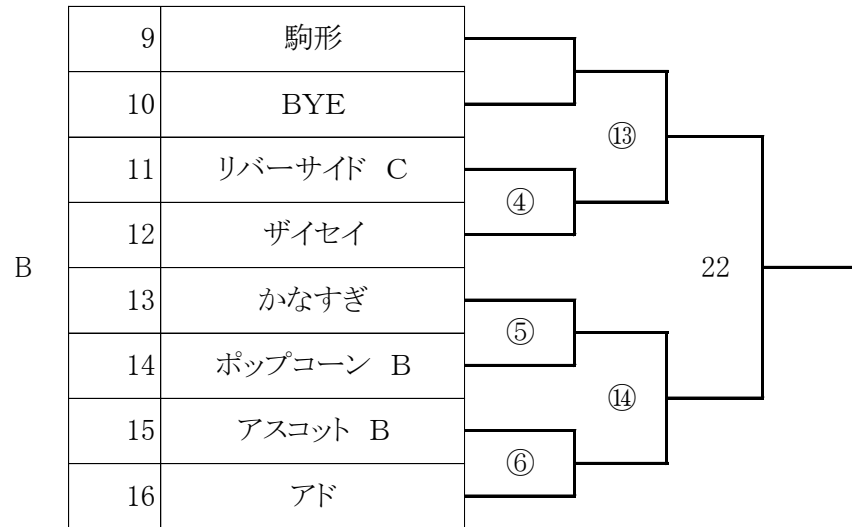 9 駒形
10 BYE
⑬
11 リバーサイド C
④
12 ザイセイ
B 22
13 かなすぎ
⑤
14 ポップコーン B
⑭
15 アスコット B
⑥
16 アド